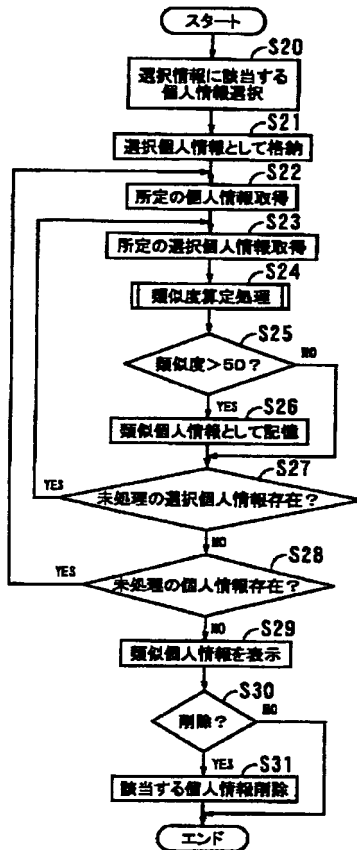 スタート
S20
選択情報に該当する
個人情報選択
S21
選択個人情報として格納
S22
所定の個人情報取得
S23
所定の選択個人情報取得
S24
類似度算定処理
S25
類似度>50?
NO
YES
S26
類似個人情報として記憶
S27
YES
未処理の選択個人情報存在?
NO
S28
YES
未処理の個人情報存在?
NO
S29
類似個人情報を表示
S30
NO
削除?
YES
S31
該当する個人情報削除
エンド